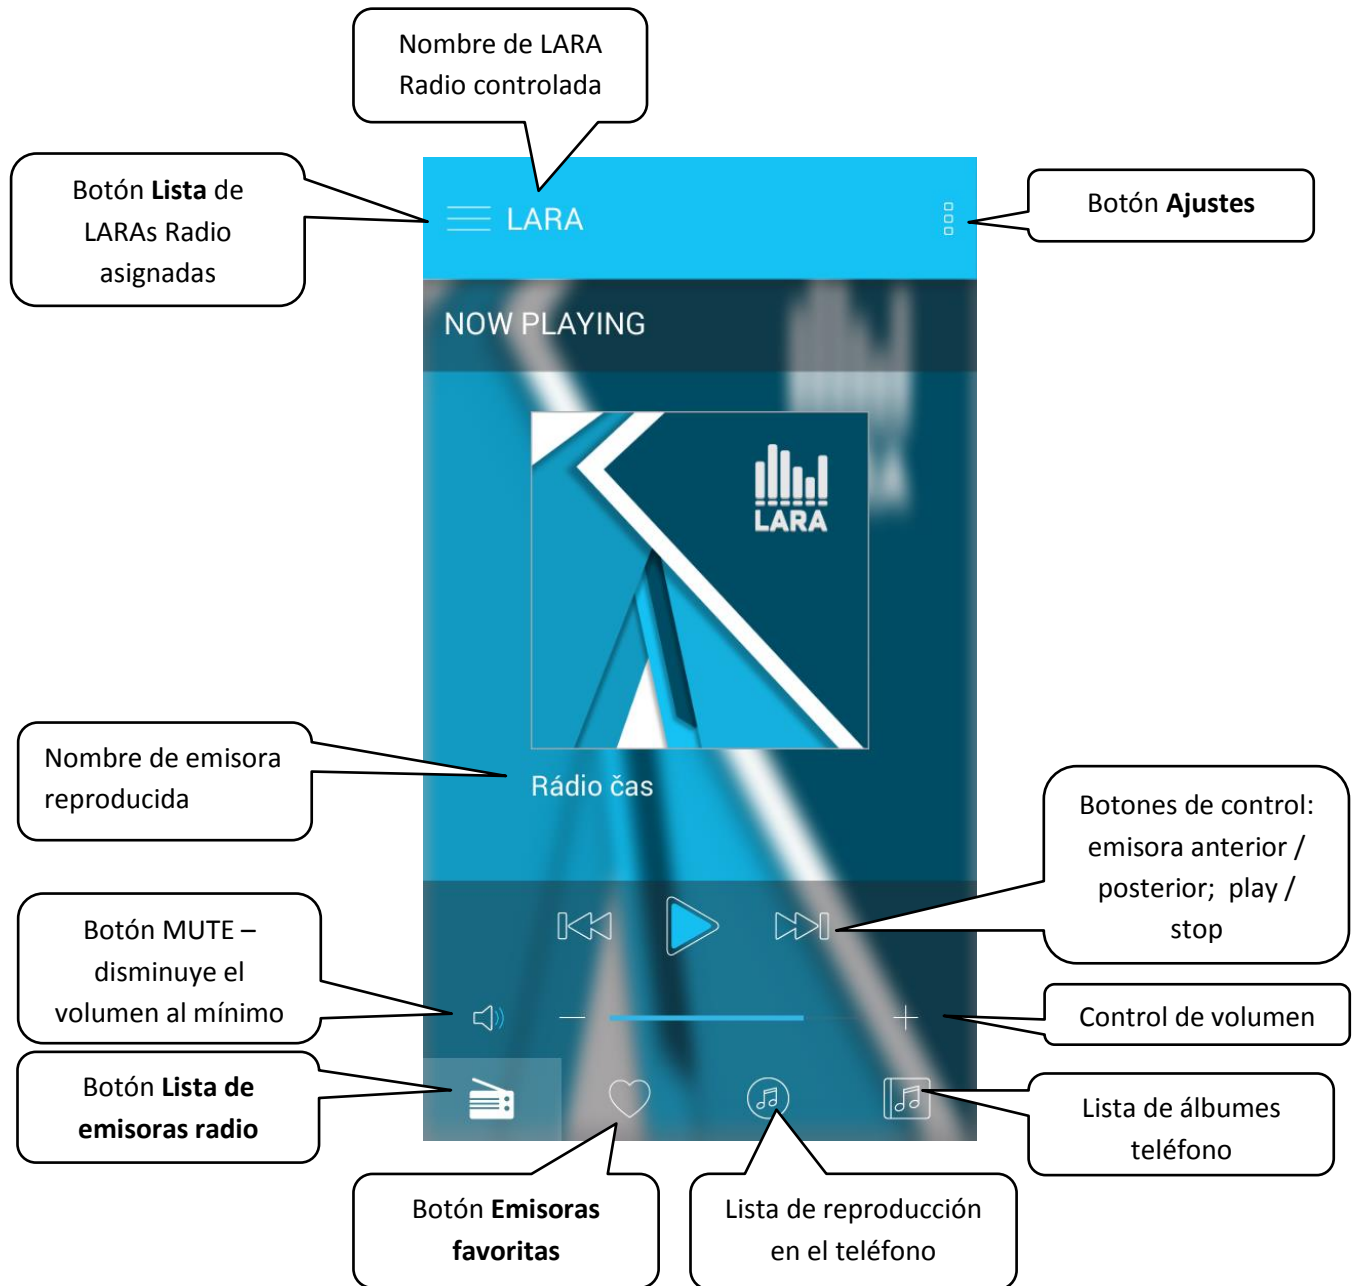 Nombre de LARA
Radio controlada
Botón Lista de
LARAs Radio
asignadas
Botón Ajustes
LARA
NOW PLAYING
LARA
Nombre de emisora
reproducida
Rádio čas
Botones de control:
emisora anterior /
posterior; play /
stop
Botón MUTE –
disminuye el
volumen al mínimo
Control de volumen
Botón Lista de
emisoras radio
Lista de álbumes
teléfono
Botón Emisoras
favoritas
Lista de reproducción
en el teléfono